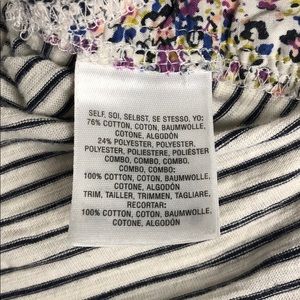 SELF, SOI, SELBST, SE STESSO, YO:
76% COTTON, COTON, BAUMWOLLE,
COTONE, ALGODÓN
24% POLYESTER, POLYESTER,
POLYESTER, POLIESTERE, POLIÉSTER
COMBO, COMBO, COMBO,
COMBO, COMBO:
100% COTTON, COTON, BAUMWOLLE,
COTONE, ALGODÓN
TRIM, TAILLER, TRIMMEN, TAGLIARE,
RECORTAR:
100% COTTON, COTON, BAUMWOLLE,
COTONE, ALGODÓN